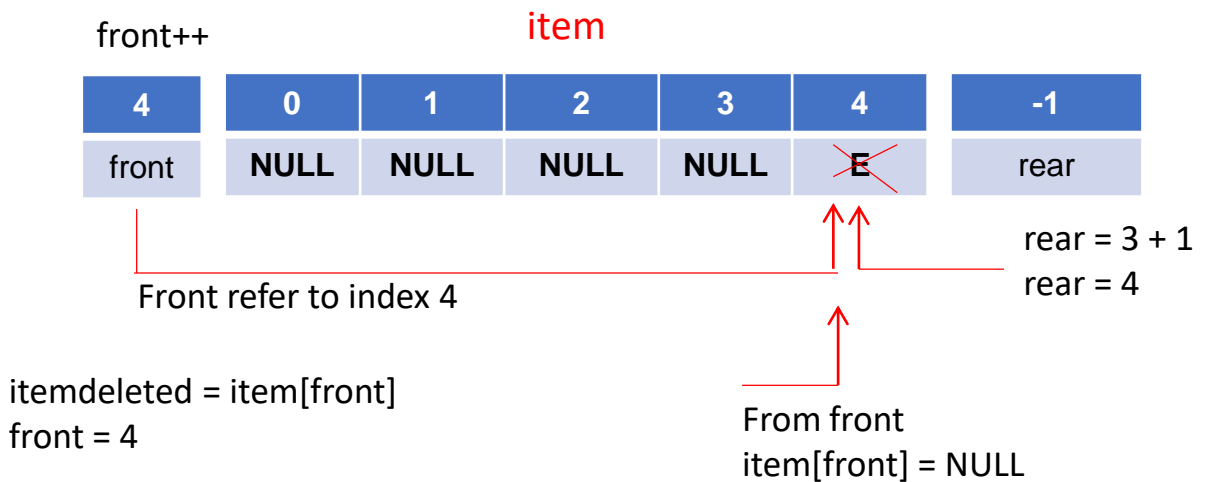 front++
item
4 0 1 2 3 4 -1
front NULL NULL NULL NULL E rear
rear = 3 + 1
rear = 4
Front refer to index 4
itemdeleted = item[front]
front = 4
From front
item[front] = NULL